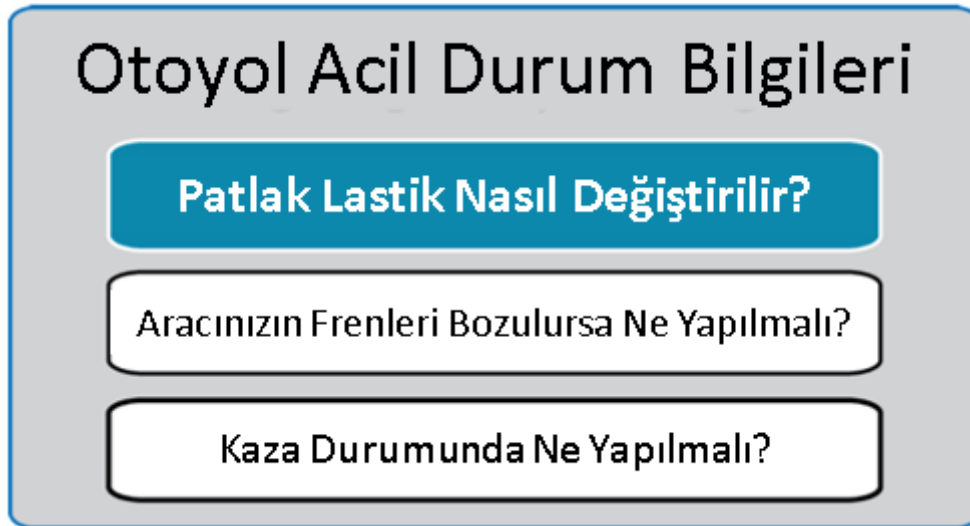 Otoyol Acil Durum Bilgileri
Patlak Lastik Nasıl Değiştirilir?
Aracınızın Frenleri Bozulursa Ne Yapılmalı?
Kaza Durumunda Ne Yapılmalı?